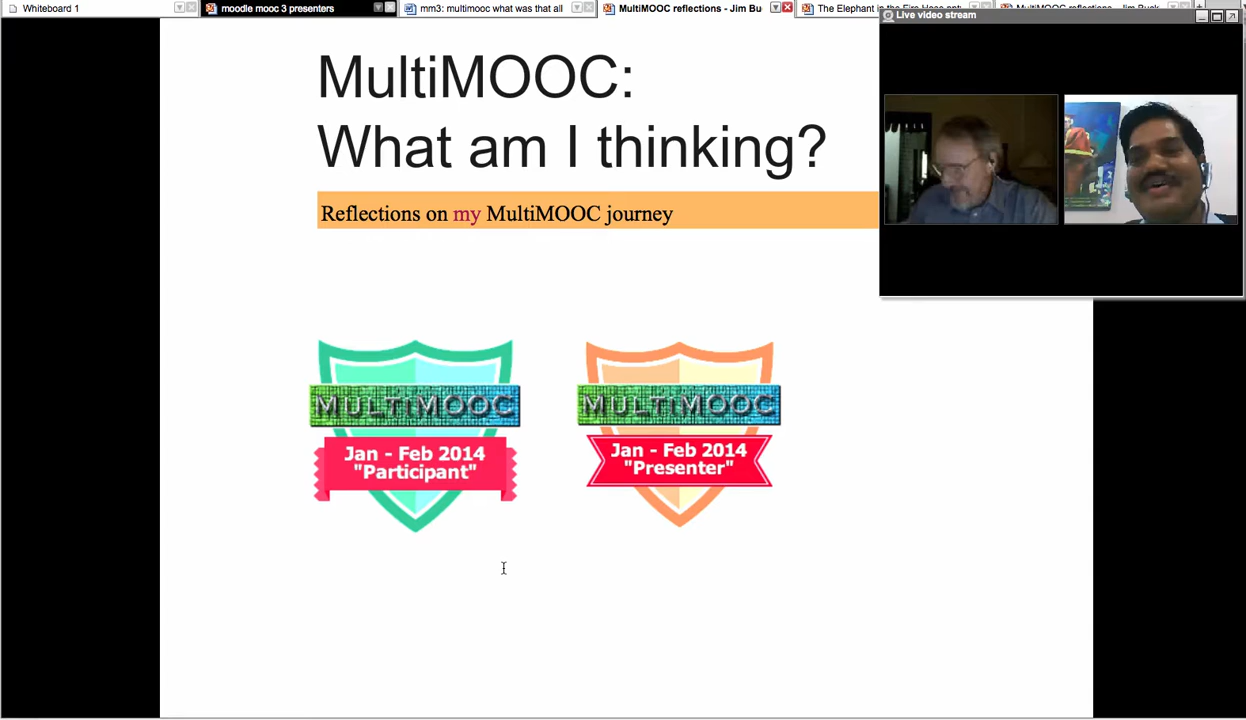 Whiteboard 1
moodle mooc 3 presenters
mm3: multimooc what was that all
MultiMOOC reflections - Jim Bu
The Elephant in the Fire Hose
Live video stream
MultiMOOC:
What am I thinking?
Reflections on my MultiMOOC journey
MULTIMOOC
Jan - Feb 2014
"Participant"
MULTIMOOC
Jan - Feb 2014
"Presenter"